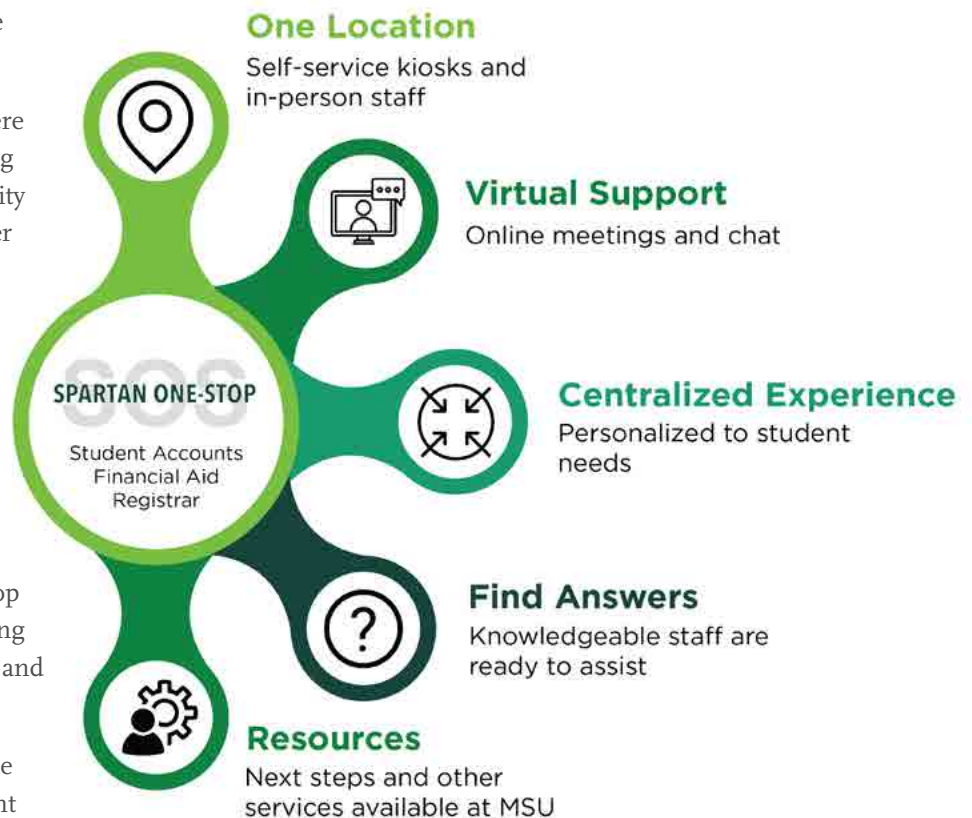 One Location
Self-service kiosks and
in-person staff
Virtual Support
Online meetings and chat
SOS
SPARTAN ONE-STOP
Student Accounts
Financial Aid
Registrar
Centralized Experience
Personalized to student
needs
Find Answers
Knowledgeable staff are
ready to assist
and
Resources
Next steps and other
services available at MSU